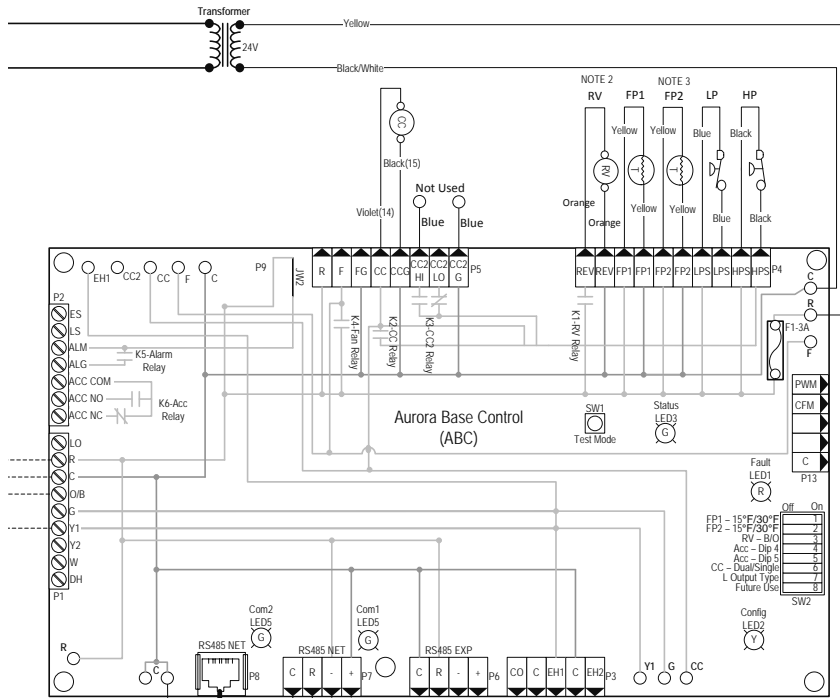 Transformer
Yellow
24V
Black/White
NOTE 2
NOTE 3
RV
FP1
FP2
LP
HP
CC
Yellow
Yellow
Blue
Black
Black(15)
RV
T
T
Not Used
Orange
Violet(14)
Blue
Blue
Orange
Yellow
Yellow
Blue
Black
EH1
CC2
CC
F
C
P9
JW2
R
F
FG
CC
CCG
CC2 HI
CC2 LO
CC2 G
P5
REV
REV
FP1
FP1
FP2
FP2
LPS
LPS
HPS
HPS
P4
C
R
F1-3A
F
P2
ES
LS
ALM
ALG
ACC COM
ACC NO
ACC NC
K5-Alarm
Relay
K6-Acc
Relay
K4-Fan Relay
K2-CC Relay
K3-CC2 Relay
K1-RV Relay
Aurora Base Control
(ABC)
SW1
Test Mode
Status
LED3
G
PWM
CFM
C
P13
LO
R
C
O/B
G
Y1
Y2
W
DH
P1
Fault
LED1
R
Off
On
FP1 – 15°F/30°F 1
FP2 – 15°F/30°F 2
RV – B/O 3
Acc – Dip 4 4
Acc – Dip 5 5
CC – Dual/Single 6
L Output Type 7
Future Use 8
SW2
Config
LED2
Y
Com2
LED5
G
Com1
LED5
G
R
C
RS485 NET
P8
RS485 NET
C
R
-
+
P7
RS485 EXP
C
R
-
+
P6
CO
C
EH1
C
EH2
P3
Y1
G
CC